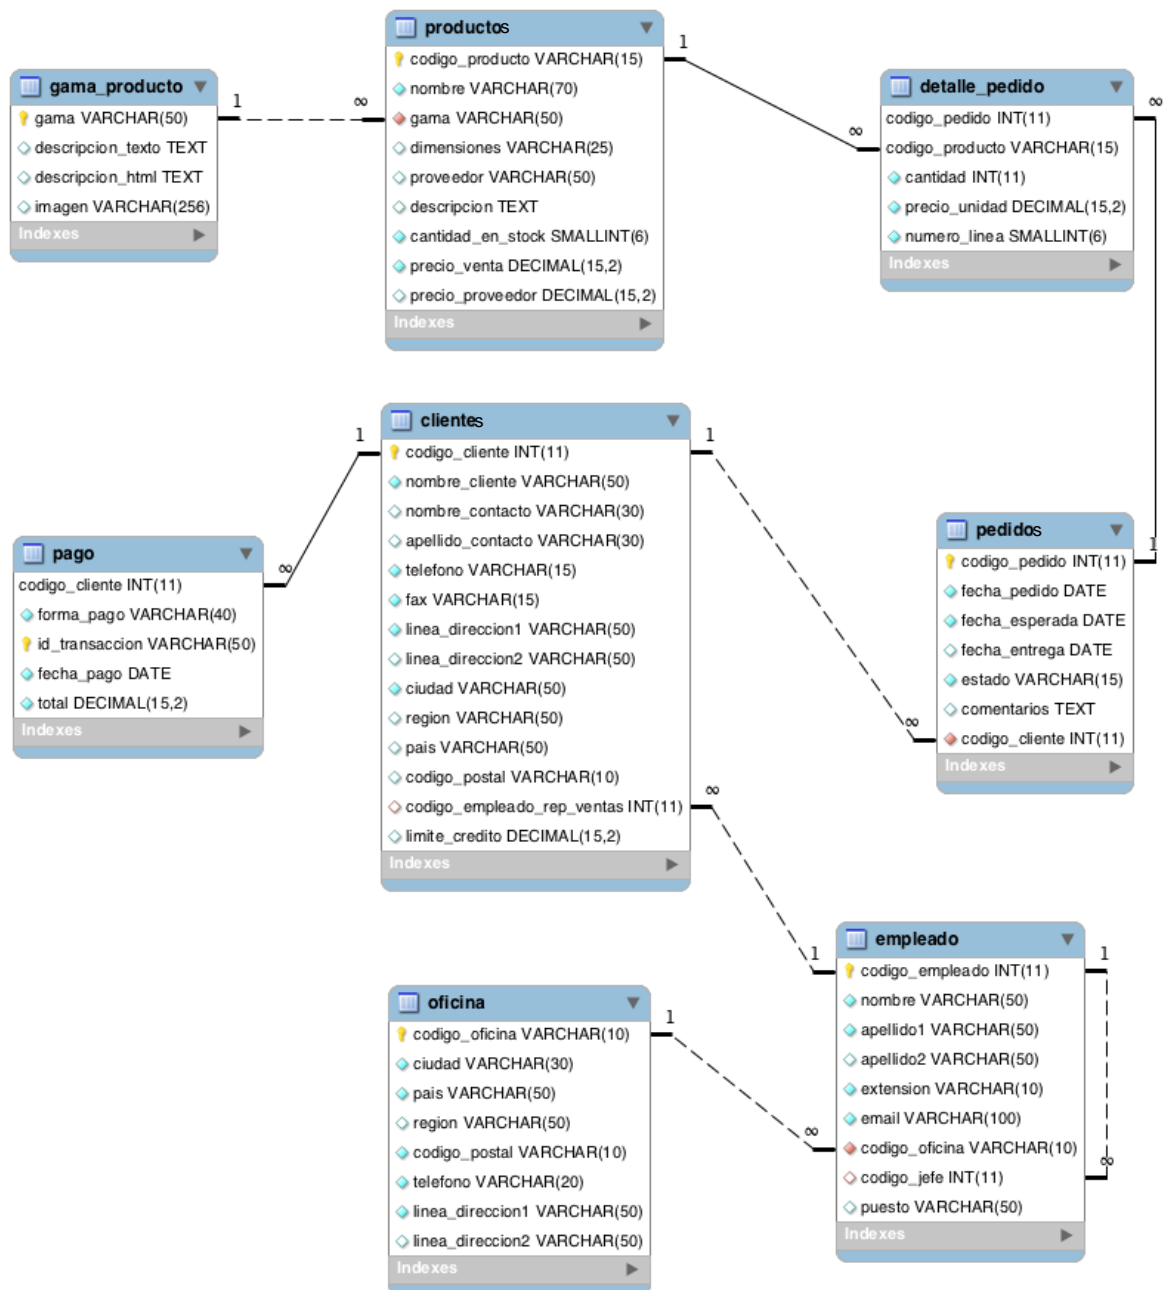 productos
codigo_producto VARCHAR(15)
nombre VARCHAR(70)
gama VARCHAR(50)
dimensiones VARCHAR(25)
proveedor VARCHAR(50)
descripcion TEXT
cantidad_en_stock SMALLINT(6)
precio_venta DECIMAL(15,2)
precio_proveedor DECIMAL(15,2)
Indexes
gama_producto
gama VARCHAR(50)
descripcion_texto TEXT
descripcion_html TEXT
imagen VARCHAR(256)
Indexes
1
∞
1
∞
detalle_pedido
codigo_pedido INT(11)
codigo_producto VARCHAR(15)
cantidad INT(11)
precio_unidad DECIMAL(15,2)
numero_linea SMALLINT(6)
Indexes
∞
1
clientes
codigo_cliente INT(11)
nombre_cliente VARCHAR(50)
nombre_contacto VARCHAR(30)
apellido_contacto VARCHAR(30)
telefono VARCHAR(15)
fax VARCHAR(15)
linea_direccion1 VARCHAR(50)
linea_direccion2 VARCHAR(50)
ciudad VARCHAR(50)
region VARCHAR(50)
pais VARCHAR(50)
codigo_postal VARCHAR(10)
codigo_empleado_rep_ventas INT(11)
limite_credito DECIMAL(15,2)
Indexes
1
∞
1
∞
pago
codigo_cliente INT(11)
forma_pago VARCHAR(40)
id_transaccion VARCHAR(50)
fecha_pago DATE
total DECIMAL(15,2)
Indexes
pedidos
codigo_pedido INT(11)
fecha_pedido DATE
fecha_esperada DATE
fecha_entrega DATE
estado VARCHAR(15)
comentarios TEXT
codigo_cliente INT(11)
Indexes
∞
1
empleado
codigo_empleado INT(11)
nombre VARCHAR(50)
apellido1 VARCHAR(50)
apellido2 VARCHAR(50)
extension VARCHAR(10)
email VARCHAR(100)
codigo_oficina VARCHAR(10)
codigo_jefe INT(11)
puesto VARCHAR(50)
Indexes
1
∞
oficina
codigo_oficina VARCHAR(10)
ciudad VARCHAR(30)
pais VARCHAR(50)
region VARCHAR(50)
codigo_postal VARCHAR(10)
telefono VARCHAR(20)
linea_direccion1 VARCHAR(50)
linea_direccion2 VARCHAR(50)
Indexes
1
∞